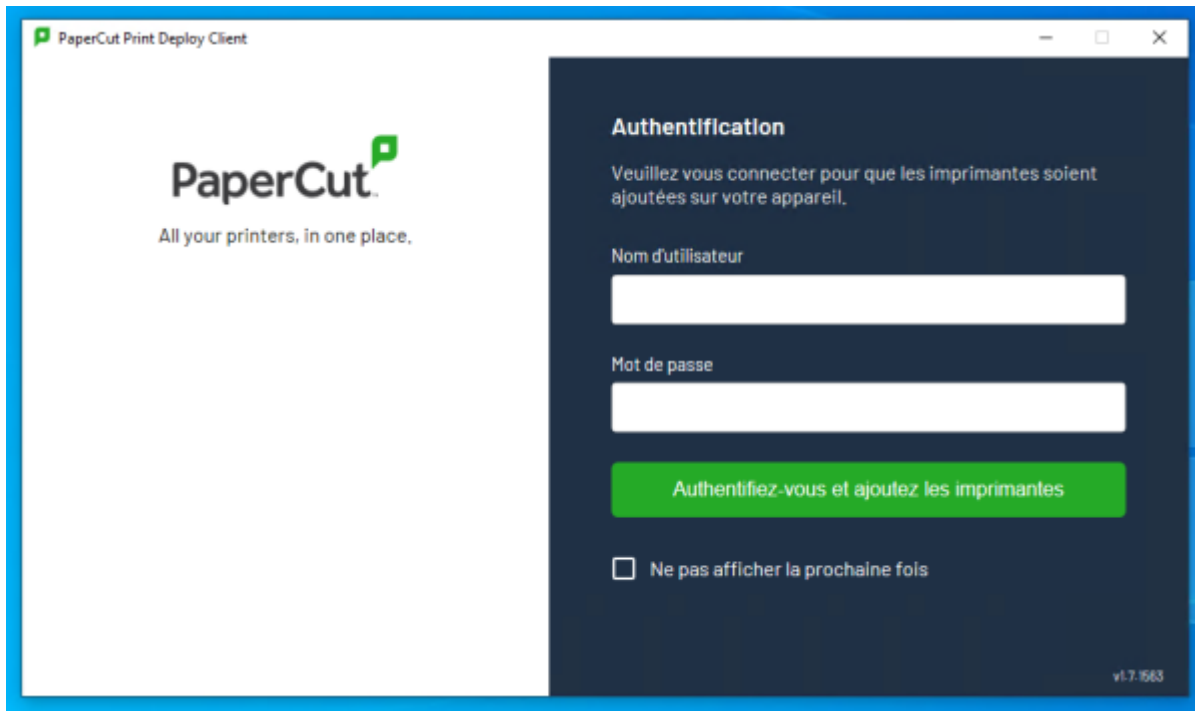 PaperCut Print Deploy Client
PaperCut
All your printers, in one place.
Authentification
Veuillez vous connecter pour que les imprimantes soient
ajoutées sur votre appareil.
Nom d'utilisateur
Mot de passe
Authentifiez-vous et ajoutez les imprimantes
Ne pas afficher la prochaine fois
v1.7.1563